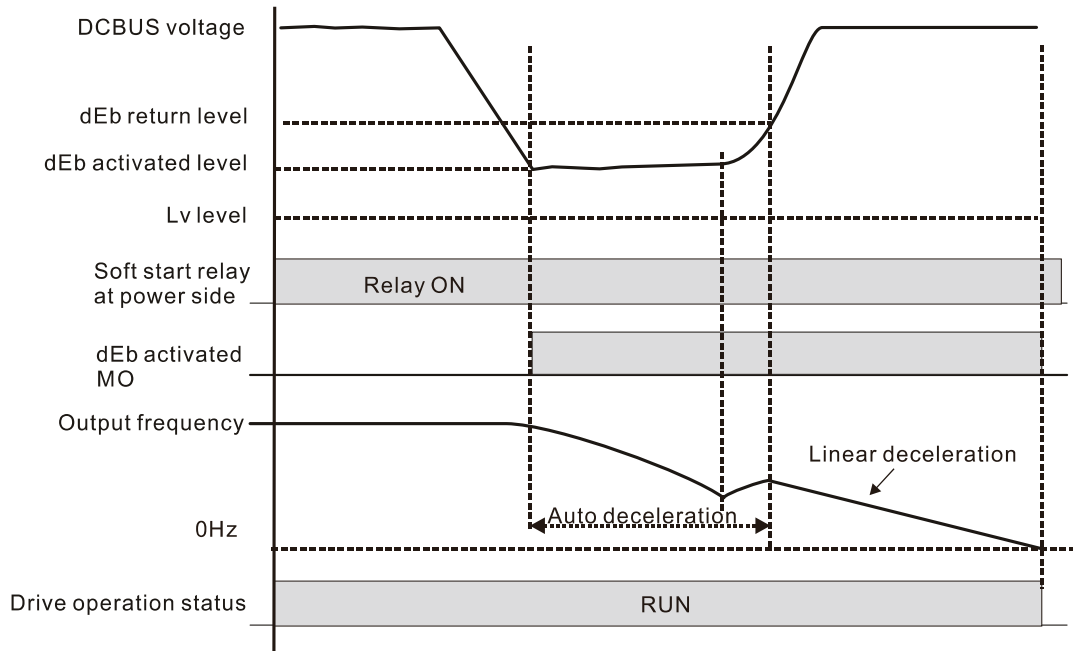 DCBUS voltage
dEb return level
dEb activated level
Lv level
Soft start relay
at power side
Relay ON
dEb activated
MO
Output frequency
Linear deceleration
Auto deceleration
0Hz
Drive operation status
RUN